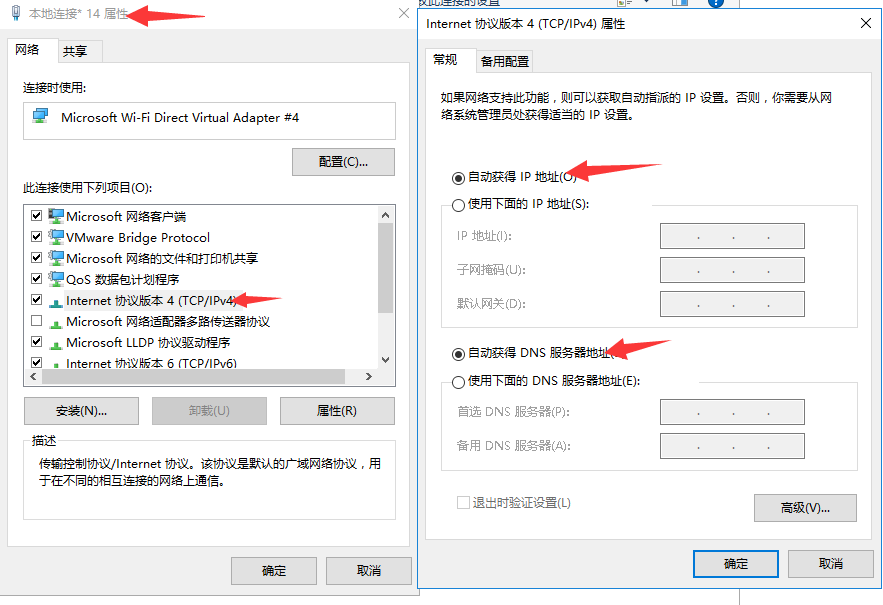 本地连接* 14 属性
网络
共享
连接时使用:
Microsoft Wi-Fi Direct Virtual Adapter #4
配置(C)...
此连接使用下列项目(O):
Microsoft 网络客户端
VMware Bridge Protocol
Microsoft 网络的文件和打印机共享
QoS 数据包计划程序
Internet 协议版本 4 (TCP/IPv4)
Microsoft 网络适配器多路传送器协议
Microsoft LLDP 协议驱动程序
Internet 协议版本 6 (TCP/IPv6)
安装(N)...
卸载(U)
属性(R)
描述
传输控制协议/Internet 协议。该协议是默认的广域网络协议，用
于在不同的相互连接的网络上通信。
确定
取消
此连接的设置
Internet 协议版本 4 (TCP/IPv4) 属性
常规
备用配置
如果网络支持此功能，则可以获取自动指派的 IP 设置。否则，你需要从网
络系统管理员处获得适当的 IP 设置。
自动获得 IP 地址(O)
使用下面的 IP 地址(S):
IP 地址(I):
子网掩码(U):
默认网关(D):
自动获得 DNS 服务器地址
使用下面的 DNS 服务器地址(E):
首选 DNS 服务器(P):
备用 DNS 服务器(A):
退出时验证设置(L)
高级(V)...
确定
取消